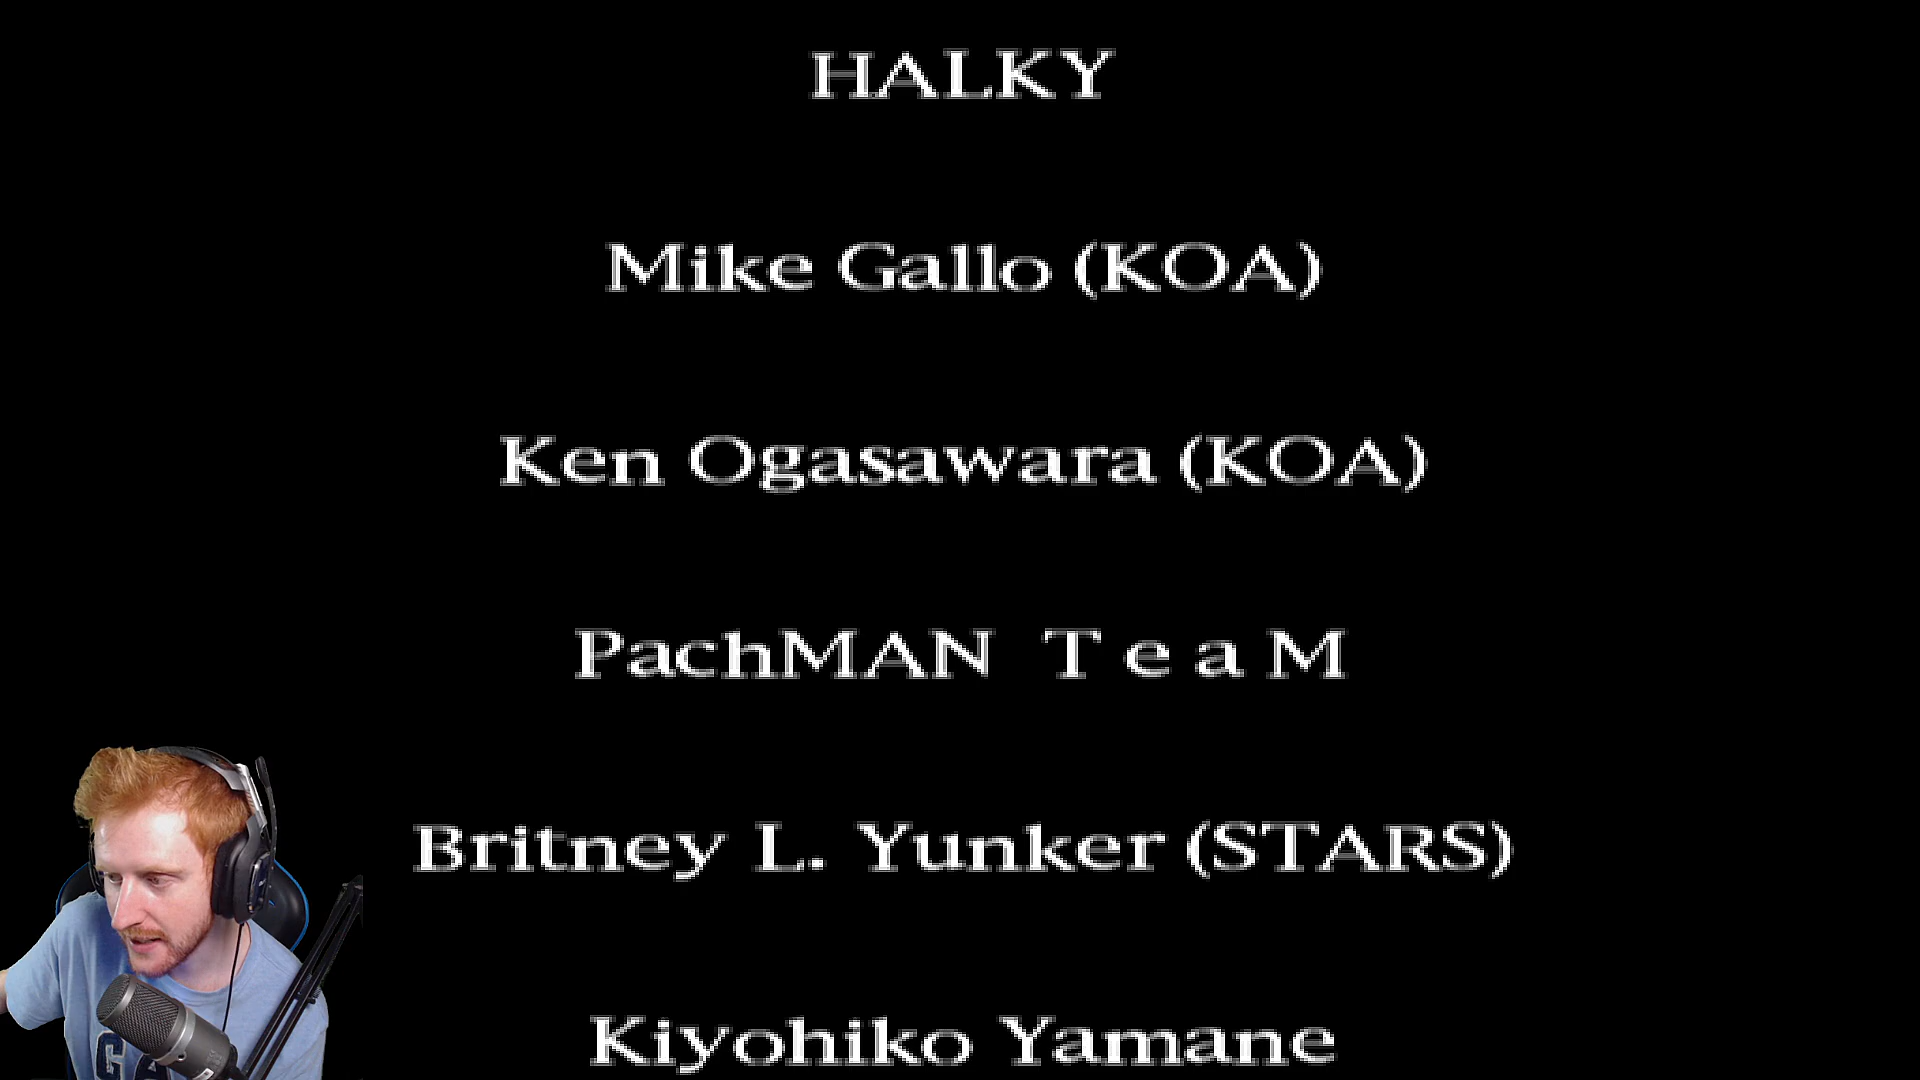 HALKY
Mike Gallo (KOA)
Ken Ogasawara (KOA)
PachMAN T e a M
Britney L. Yunker (STARS)
Kiyohiko Yamane